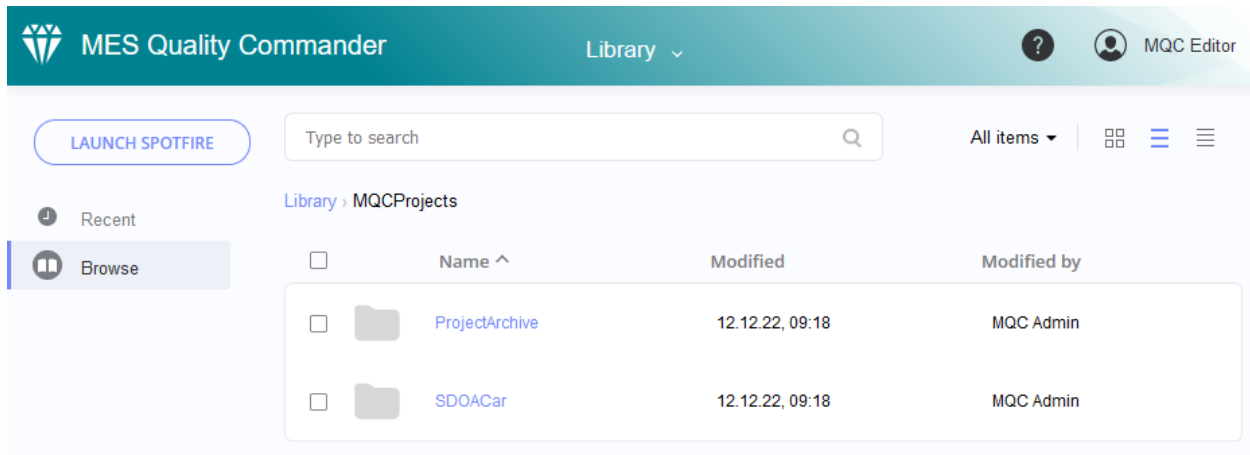 MES Quality Commander
Library
?
MQC Editor
LAUNCH SPOTFIRE
Type to search
All items
Recent
Browse
Library › MQCProjects
Name Modified Modified by
ProjectArchive 12.12.22, 09:18 MQC Admin
SDOACar 12.12.22, 09:18 MQC Admin